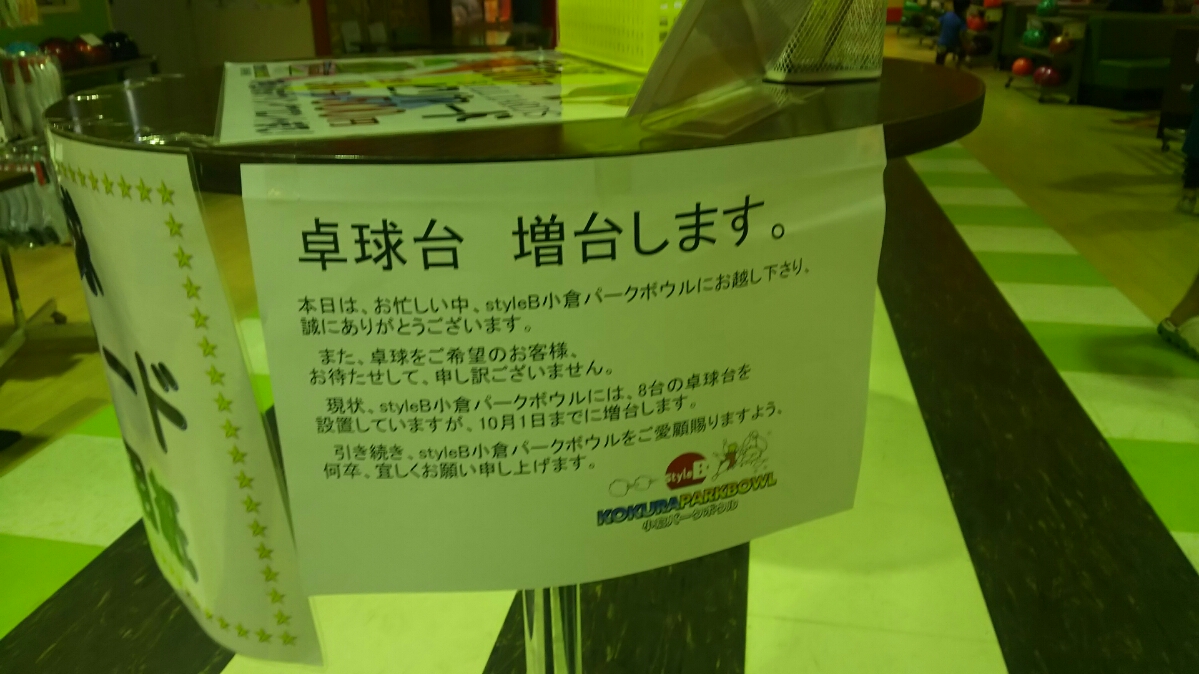 卓球台 増台します。
本日は、お忙しい中、styleB小倉パークボウルにお越し下さり、
誠にありがとうございます。
また、卓球をご希望のお客様、
お待たせして、申し訳ございません。
現状、styleB小倉パークボウルには、8台の卓球台を
設置していますが、10月1日までに増台します。
引き続き、styleB小倉パークボウルをご愛顧賜りますよう、
何卒、宜しくお願い申し上げます。
StyleB
KOKURAPARKBOWL
小倉パークボウル
ード